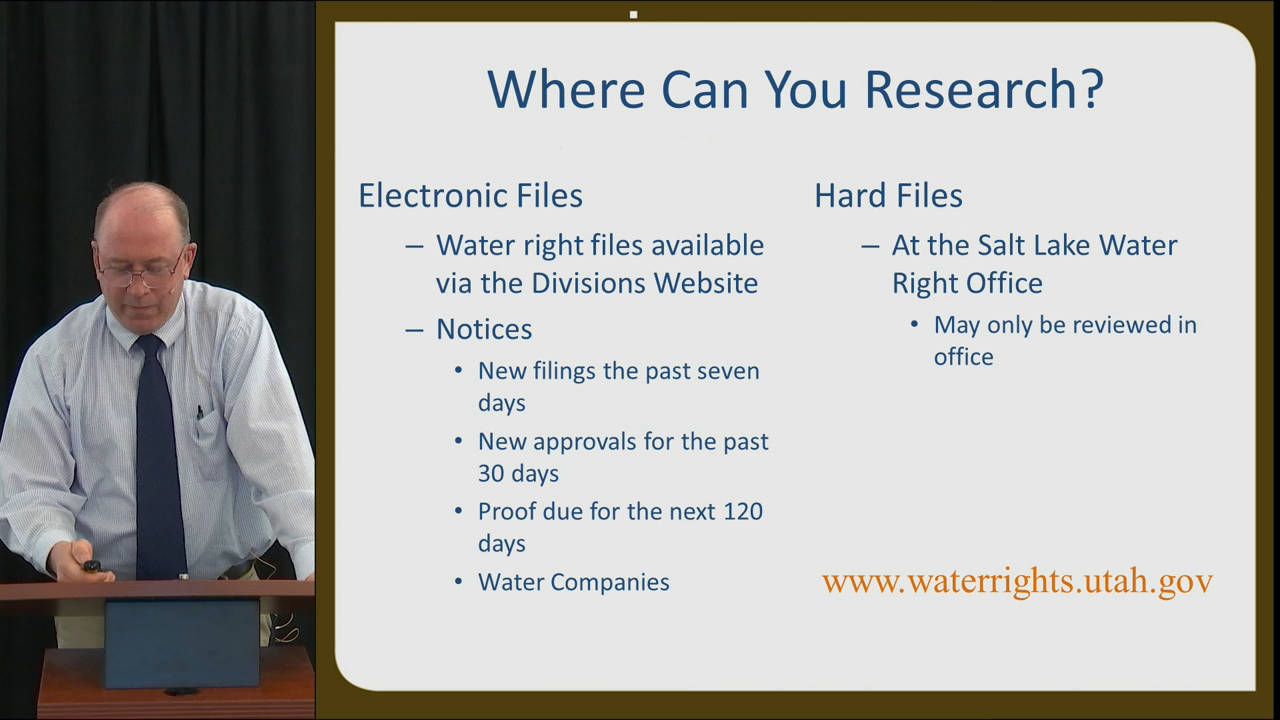 Where Can You Research?
Electronic Files
– Water right files available
via the Divisions Website
– Notices
• New filings the past seven
days
• New approvals for the past
30 days
• Proof due for the next 120
days
• Water Companies
Hard Files
– At the Salt Lake Water
Right Office
• May only be reviewed in
office
www.waterrights.utah.gov